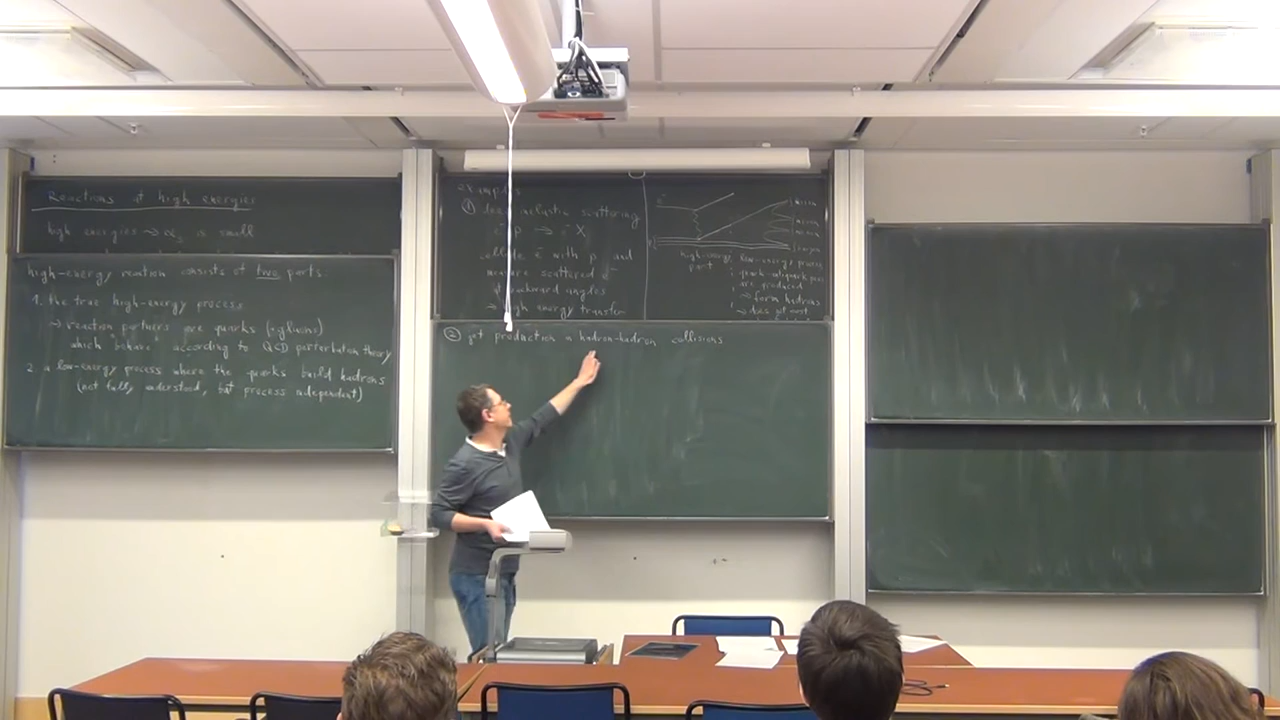 Reactions at high energies
high energies → αs is small
high-energy reaction consists of two parts:
1. the true high-energy process
→ reaction partners are quarks (+gluons)
which "behave" according to QCD perturbation theory
2. a low-energy process where the quarks build hadrons
(not fully understood, but process independent)
examples
① deep inelastic scattering
e⁻ p → e⁻ X
collide e⁻ with p and
measure scattered e⁻
at backward angles
→ high energy transfer
e⁻
high-energy
part
low-energy process
quark-antiquark pairs
are produced
→ form hadrons
→ does not
② jet production in hadron-hadron collisions